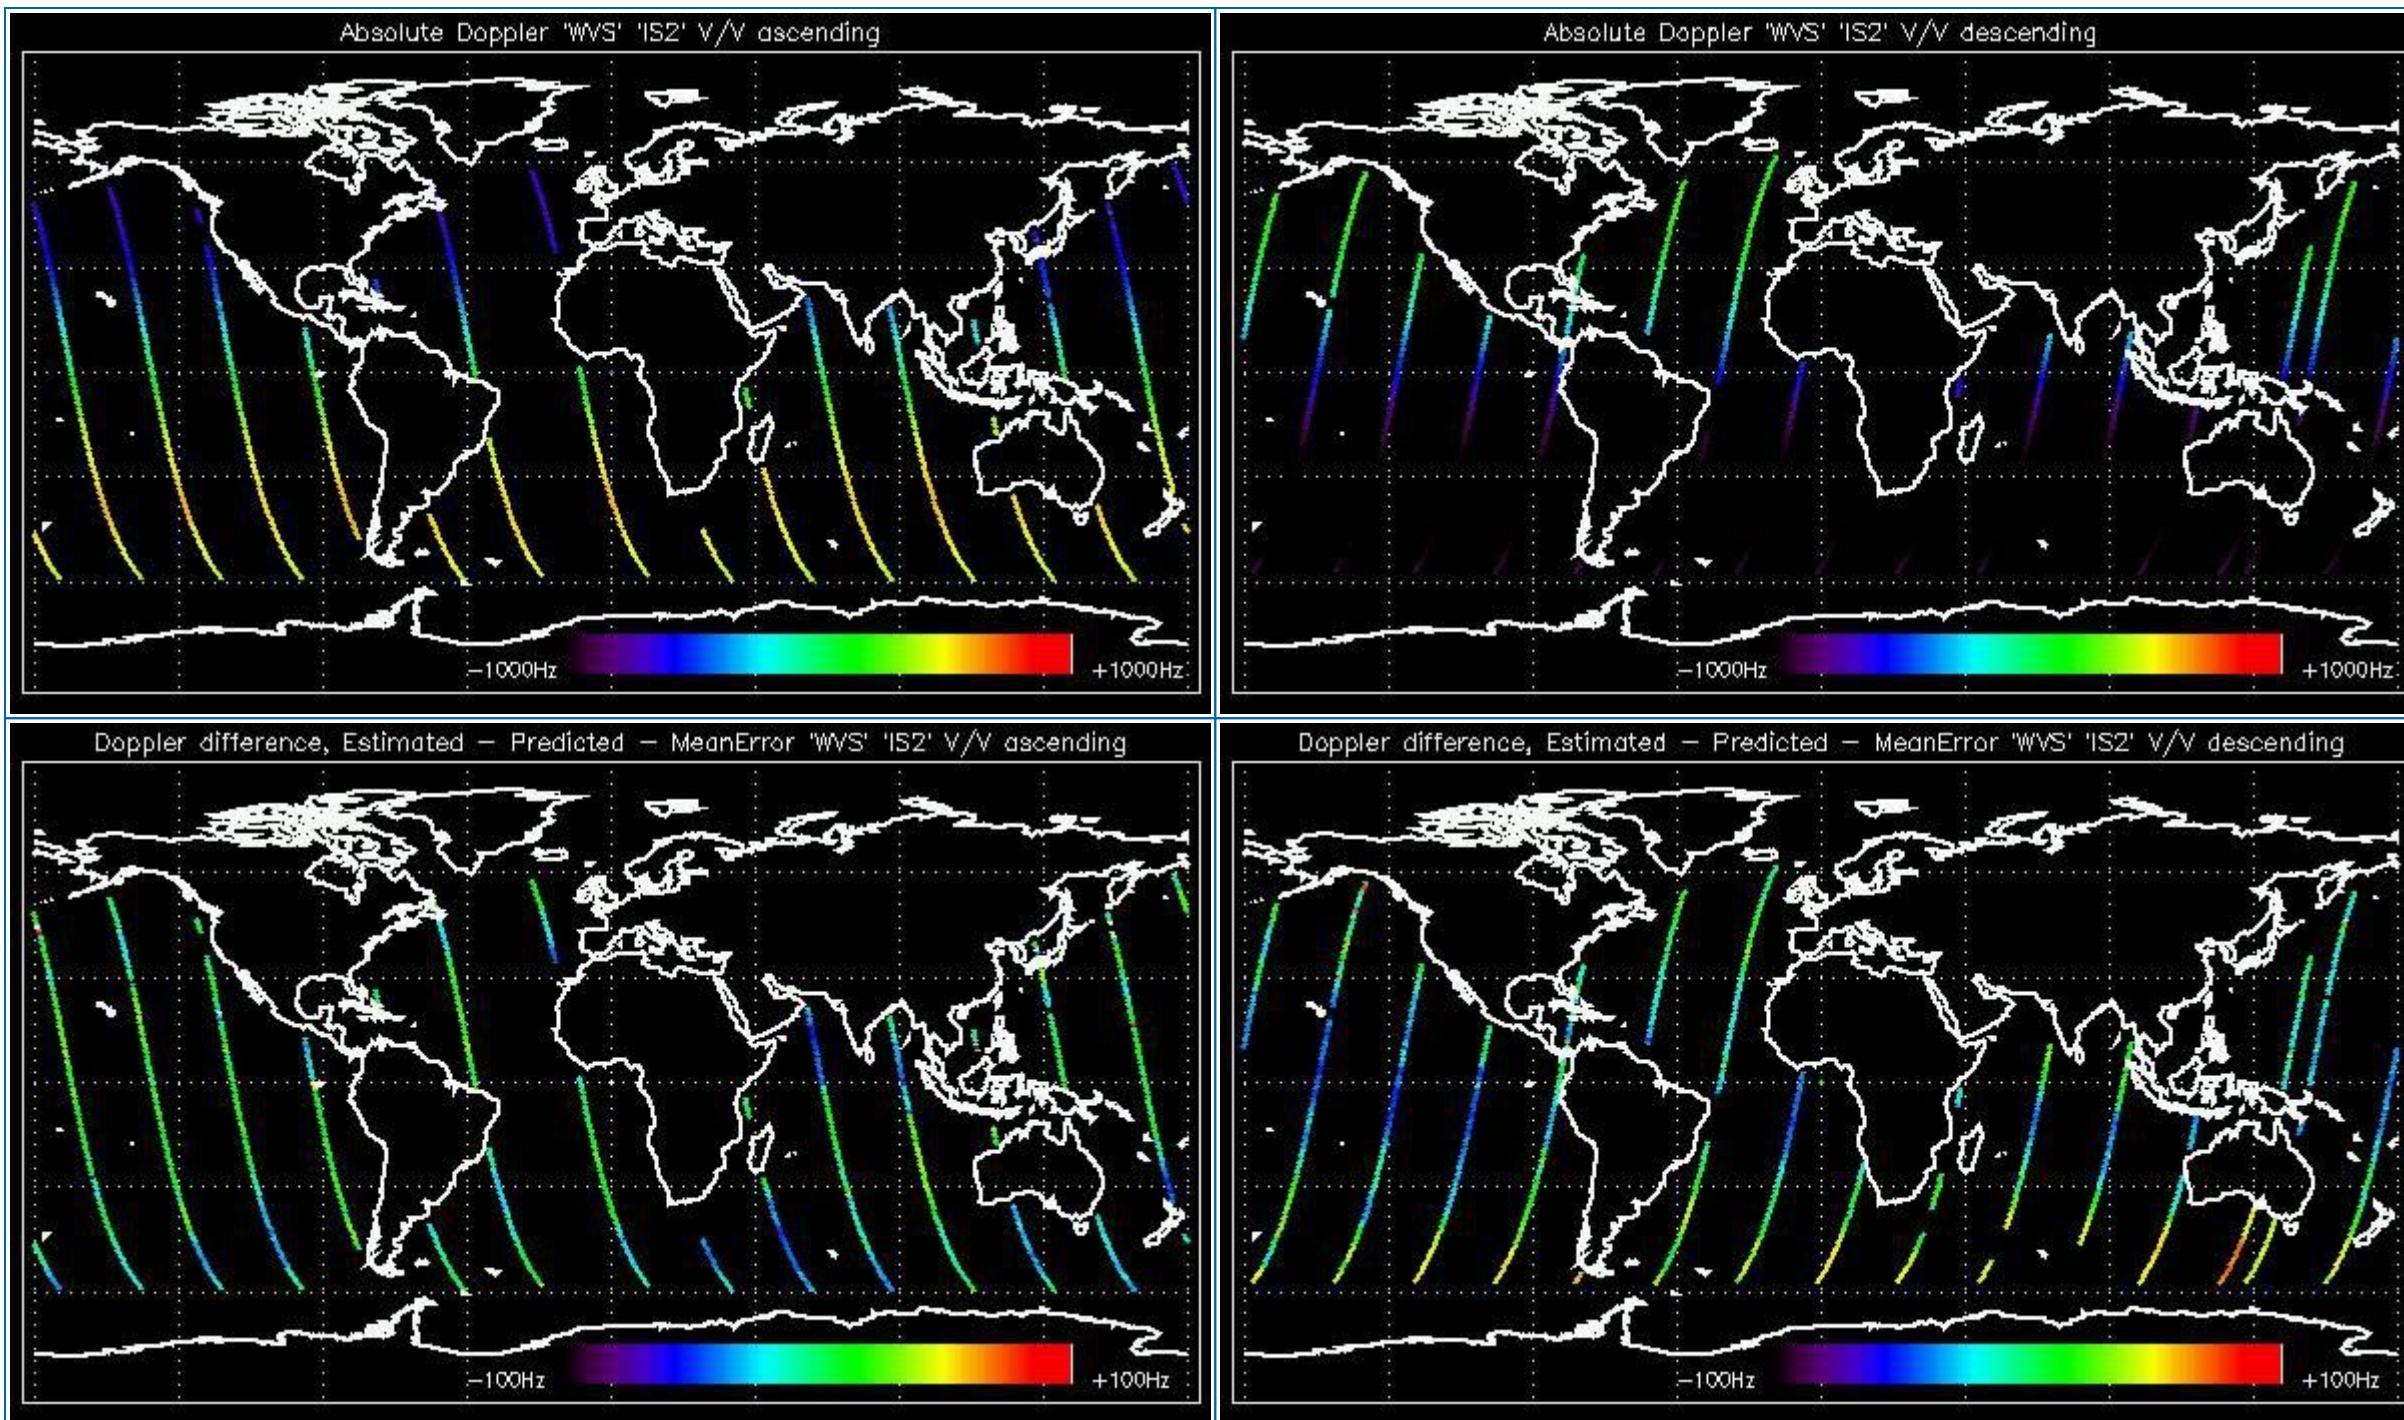 Absolute Doppler 'WVS' 'IS2' V/V ascending
-1000Hz
+1000Hz
Absolute Doppler 'WVS' 'IS2' V/V descending
-1000Hz
+1000Hz
Doppler difference, Estimated - Predicted - MeanError 'WVS' 'IS2' V/V ascending
-100Hz
+100Hz
Doppler difference, Estimated - Predicted - MeanError 'WVS' 'IS2' V/V descending
-100Hz
+100Hz